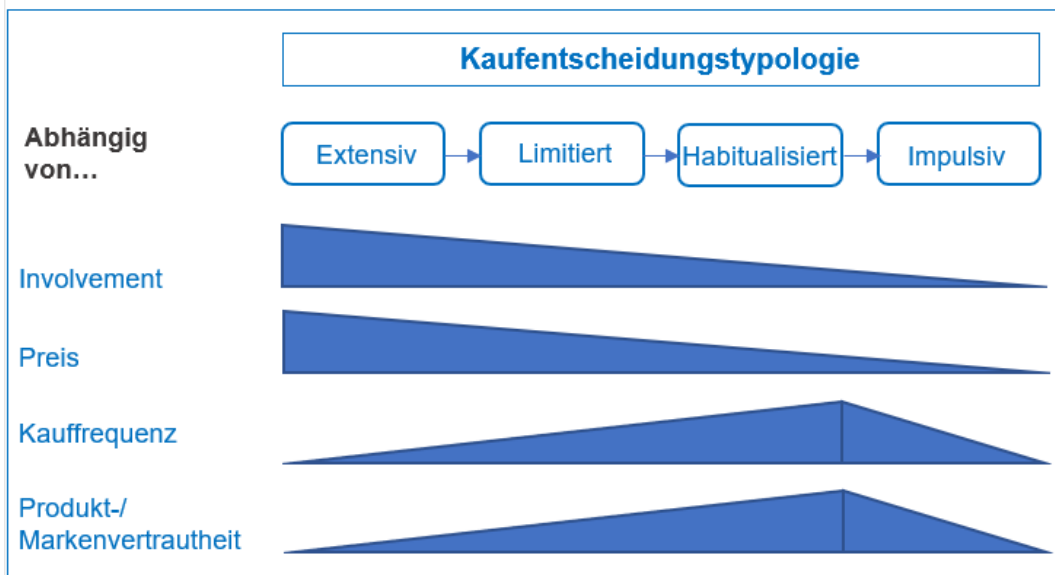 Kaufentscheidungstypologie
Abhängig
von...
Extensiv
Limitiert
Habitualisiert
Impulsiv
Involvement
Preis
Kauffrequenz
Produkt-/
Markenvertrautheit